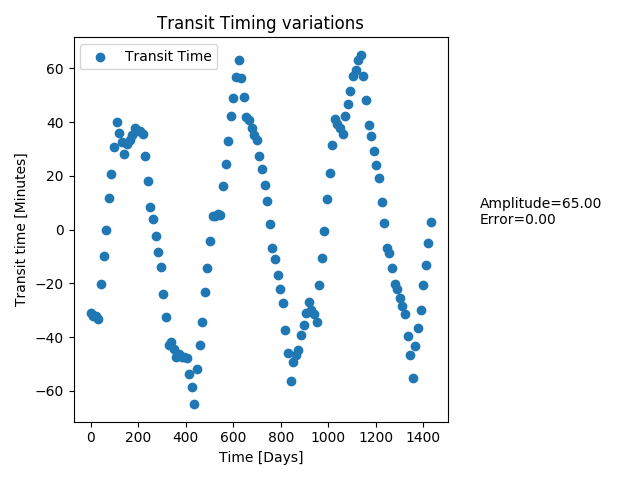 Transit Timing variations
Transit Time
Transit time [Minutes]
60
40
20
0
−20
−40
−60
0 200 400 600 800 1000 1200 1400
Time [Days]
Amplitude=65.00
Error=0.00